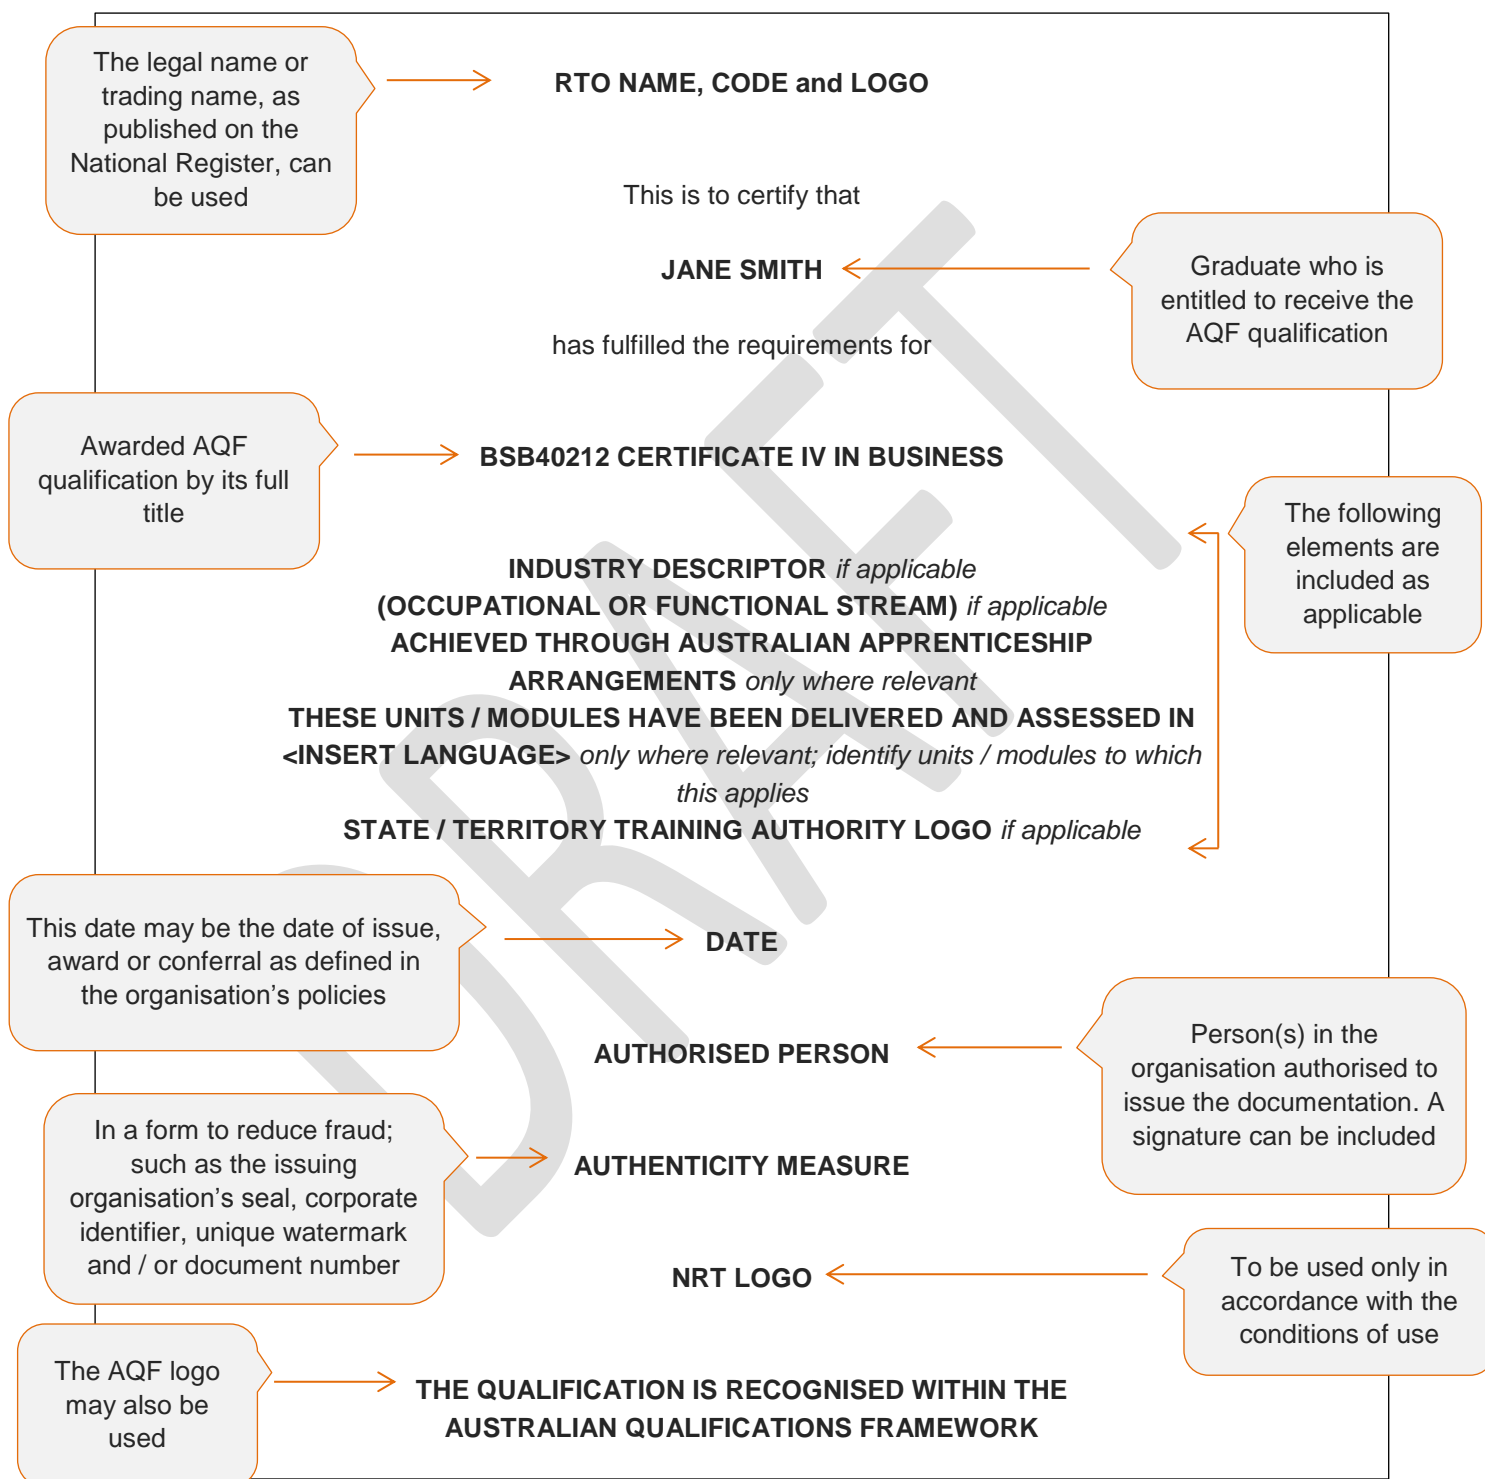 The legal name or
trading name, as
published on the
National Register, can
be used
RTO NAME, CODE and LOGO
This is to certify that
JANE SMITH
Graduate who is
entitled to receive the
AQF qualification
has fulfilled the requirements for
Awarded AQF
qualification by its full
title
BSB40212 CERTIFICATE IV IN BUSINESS
The following
elements are
included as
applicable
INDUSTRY DESCRIPTOR if applicable
(OCCUPATIONAL OR FUNCTIONAL STREAM) if applicable
ACHIEVED THROUGH AUSTRALIAN APPRENTICESHIP
ARRANGEMENTS only where relevant
THESE UNITS / MODULES HAVE BEEN DELIVERED AND ASSESSED IN
<INSERT LANGUAGE> only where relevant; identify units / modules to which
this applies
STATE / TERRITORY TRAINING AUTHORITY LOGO if applicable
This date may be the date of issue,
award or conferral as defined in
the organisation’s policies
DATE
AUTHORISED PERSON
Person(s) in the
organisation authorised to
issue the documentation. A
signature can be included
In a form to reduce fraud;
such as the issuing
organisation’s seal, corporate
identifier, unique watermark
and / or document number
AUTHENTICITY MEASURE
NRT LOGO
To be used only in
accordance with the
conditions of use
The AQF logo
may also be
used
THE QUALIFICATION IS RECOGNISED WITHIN THE
AUSTRALIAN QUALIFICATIONS FRAMEWORK
DRAFT